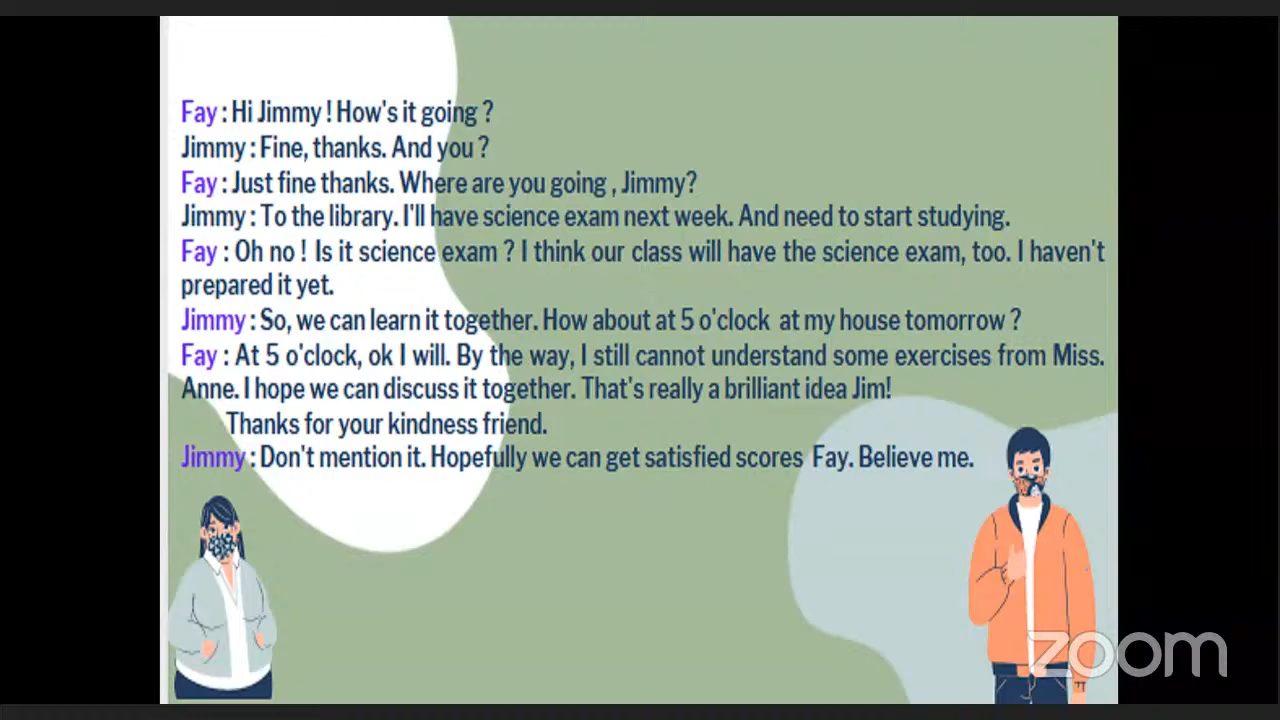 Fay : Hi Jimmy ! How's it going ?
Jimmy : Fine, thanks. And you ?
Fay : Just fine thanks. Where are you going , Jimmy?
Jimmy : To the library. I'll have science exam next week. And need to start studying.
Fay : Oh no ! Is it science exam ? I think our class will have the science exam, too. I haven't
prepared it yet.
Jimmy : So, we can learn it together. How about at 5 o'clock at my house tomorrow ?
Fay : At 5 o'clock, ok I will. By the way, I still cannot understand some exercises from Miss.
Anne. I hope we can discuss it together. That's really a brilliant idea Jim!
Thanks for your kindness friend.
Jimmy : Don't mention it. Hopefully we can get satisfied scores Fay. Believe me.
zoom